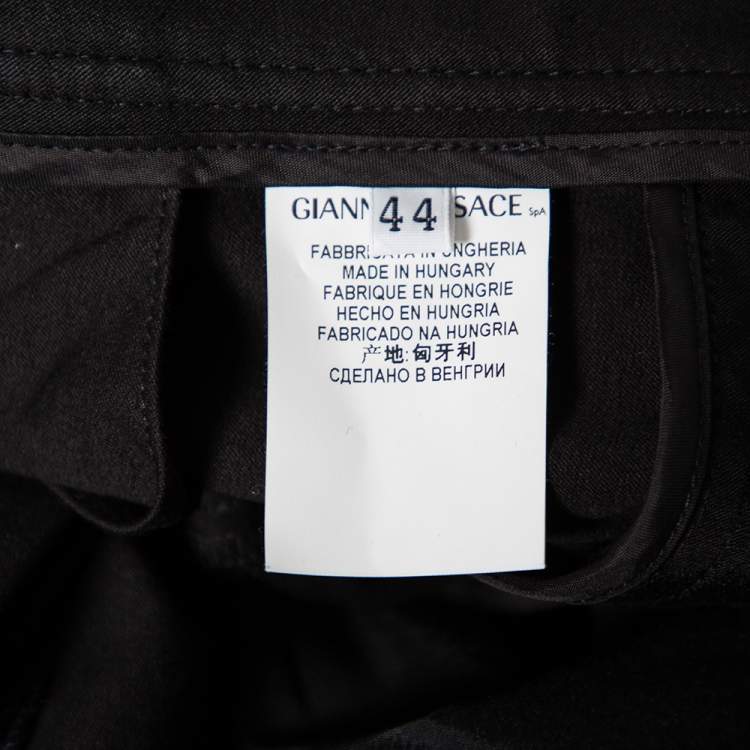 GIANN 44 SACE SpA
FABBRICATA IN UNGHERIA
MADE IN HUNGARY
FABRIQUE EN HONGRIE
HECHO EN HUNGRIA
FABRICADO NA HUNGRIA
产地:匈牙利
СДЕЛАНО В ВЕНГРИИ